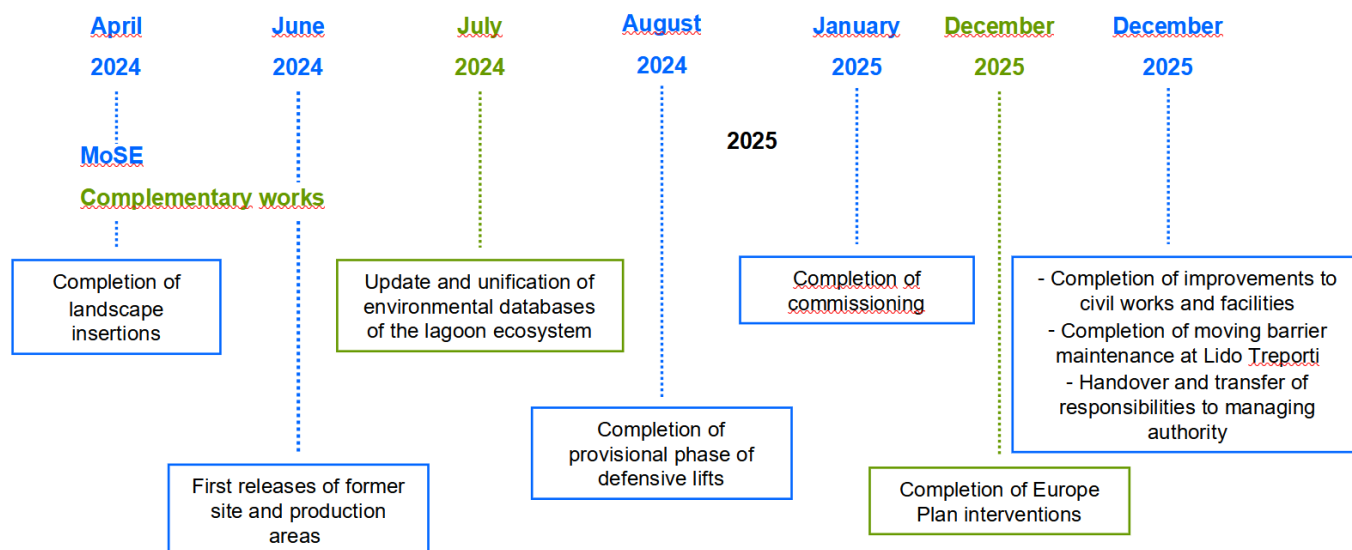 April
2024
June
2024
July
2024
August
2024
January
2025
December
2025
December
2025
2025
MoSE
Complementary works
Completion of
landscape
insertions
First releases of former
site and production
areas
Update and unification of
environmental databases
of the lagoon ecosystem
Completion of
provisional phase of
defensive lifts
Completion of
commissioning
Completion of Europe
Plan interventions
- Completion of improvements to
civil works and facilities
- Completion of moving barrier
maintenance at Lido Treporti
- Handover and transfer of
responsibilities to managing
authority